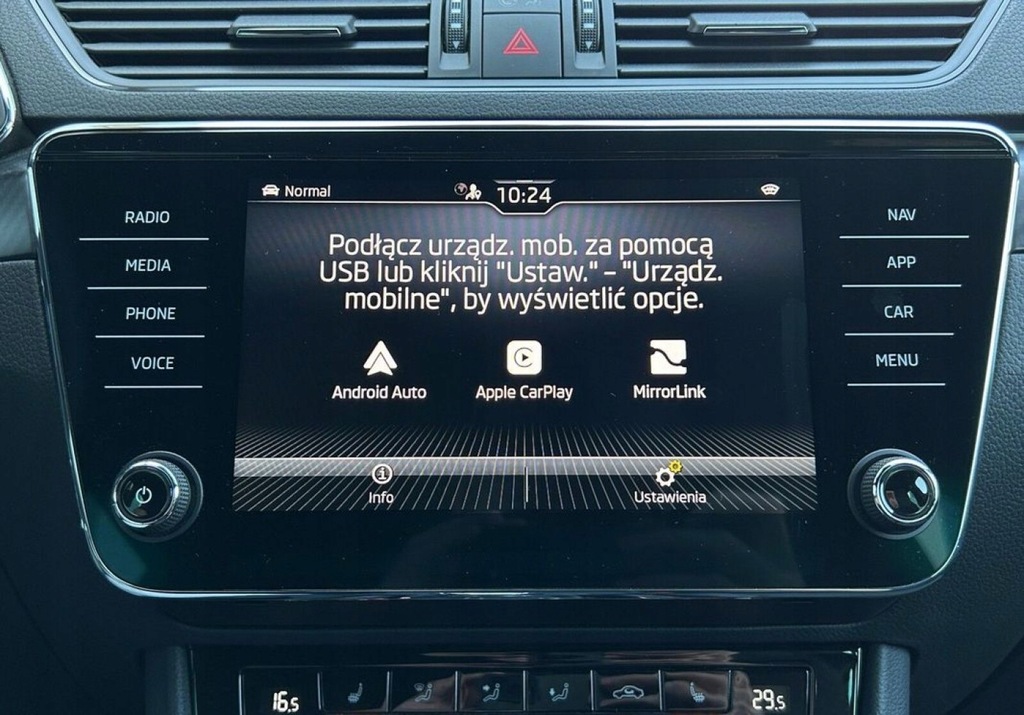 Normal
10:24
RADIO
MEDIA
PHONE
VOICE
Podłącz urządz. mob. za pomocą
USB lub kliknij "Ustaw." – "Urządz.
mobilne", by wyświetlić opcje.
Android Auto
Apple CarPlay
MirrorLink
Info
Ustawienia
NAV
APP
CAR
MENU
16.5
29.5